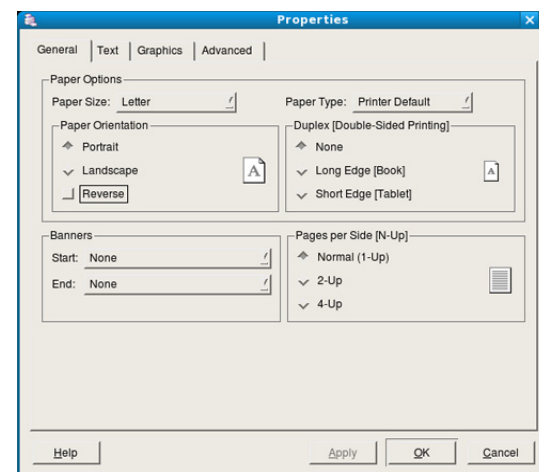 Properties
General Text Graphics Advanced
Paper Options
Paper Size: Letter Paper Type: Printer Default
Paper Orientation
Portrait
Landscape
Reverse
A
Duplex [Double-Sided Printing]
None
Long Edge [Book]
Short Edge [Tablet]
A
Banners
Start: None
End: None
Pages per Side [N-Up]
Normal (1-Up)
2-Up
4-Up
Help Apply OK Cancel